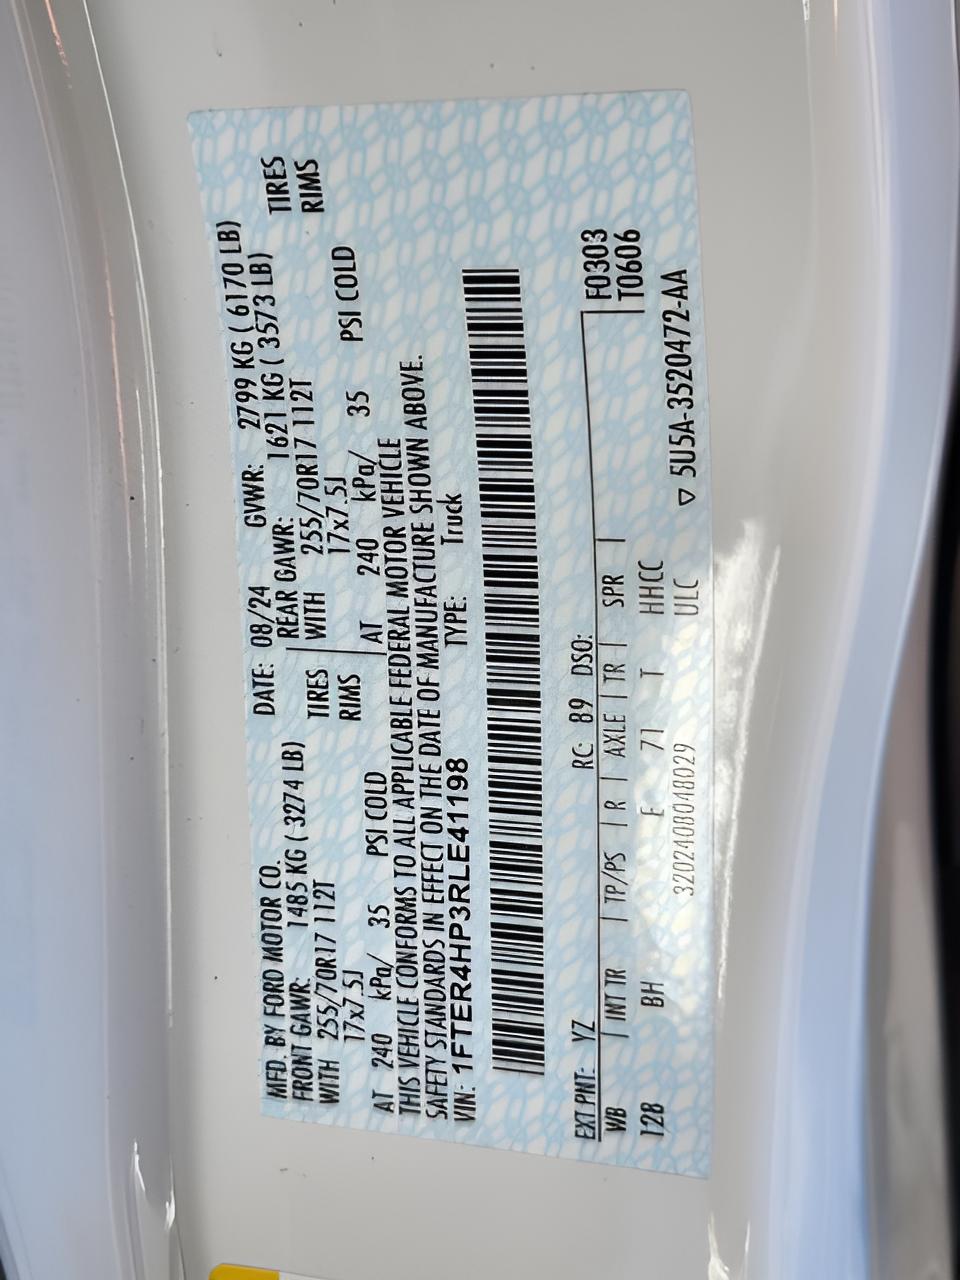 MFD. BY FORD MOTOR CO.
DATE: 08/24 GVWR: 2799 KG ( 6170 LB)
FRONT GAWR: 1485 KG ( 3274 LB) REAR GAWR: 1621 KG ( 3573 LB)
WITH 255/70R17 112T TIRES WITH 255/70R17 112T TIRES
17x7.5J RIMS 17x7.5J RIMS
AT 240 kPa/ 35 PSI COLD AT 240 kPa/ 35 PSI COLD
THIS VEHICLE CONFORMS TO ALL APPLICABLE FEDERAL MOTOR VEHICLE
SAFETY STANDARDS IN EFFECT ON THE DATE OF MANUFACTURE SHOWN ABOVE.
VIN: 1FTER4HP3RLE41198 TYPE: Truck
EXT PNT: YZ RC: 89 DSO: F0303
WB INT TR TP/PS R AXLE TR SPR T0606
128 BH E 71 T HHCC
3202408048029 ULC ▽ 5U5A-3520472-AA